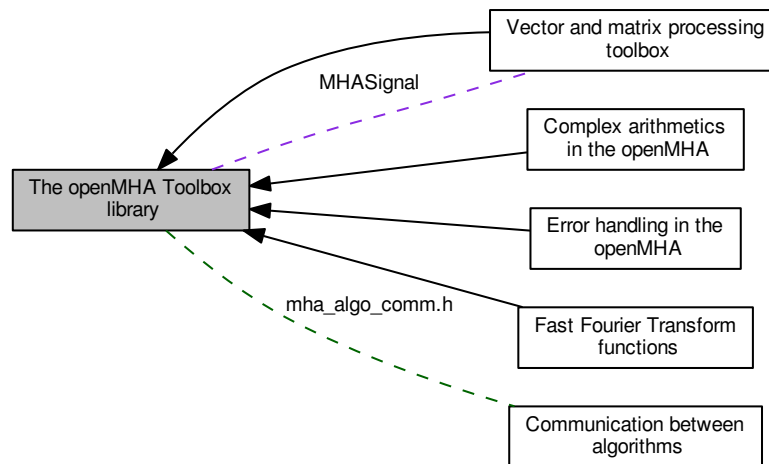 Vector and matrix processing
toolbox
MHASignal
Complex arithmetics
in the openMHA
The openMHA Toolbox
library
Error handling in the
openMHA
mha_algo_comm.h
Fast Fourier Transform
functions
Communication between
algorithms